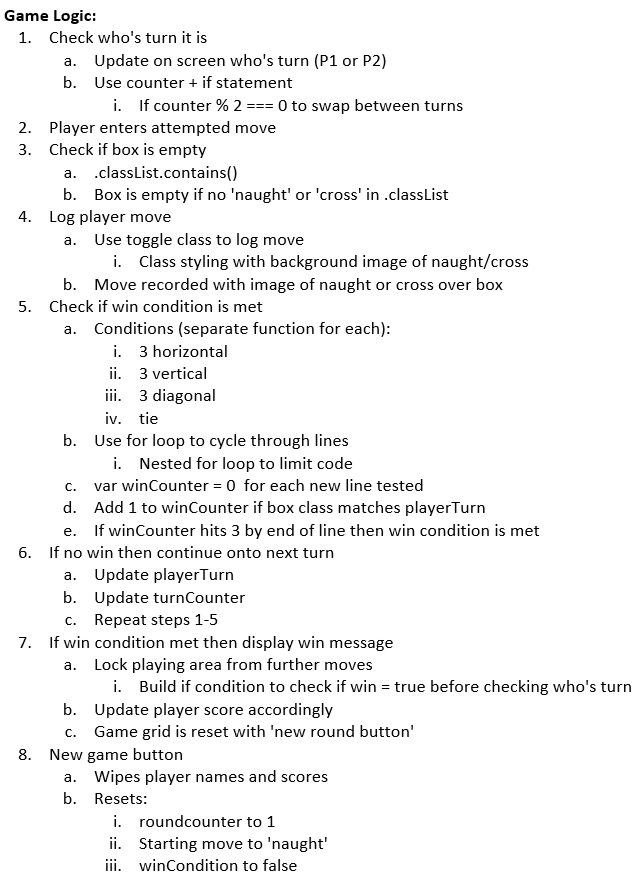 Game Logic:
1. Check who's turn it is
a. Update on screen who's turn (P1 or P2)
b. Use counter + if statement
i. If counter % 2 === 0 to swap between turns
2. Player enters attempted move
3. Check if box is empty
a. .classList.contains()
b. Box is empty if no 'naught' or 'cross' in .classList
4. Log player move
a. Use toggle class to log move
i. Class styling with background image of naught/cross
b. Move recorded with image of naught or cross over box
5. Check if win condition is met
a. Conditions (separate function for each):
i. 3 horizontal
ii. 3 vertical
iii. 3 diagonal
iv. tie
b. Use for loop to cycle through lines
i. Nested for loop to limit code
c. var winCounter = 0 for each new line tested
d. Add 1 to winCounter if box class matches playerTurn
e. If winCounter hits 3 by end of line then win condition is met
6. If no win then continue onto next turn
a. Update playerTurn
b. Update turnCounter
c. Repeat steps 1-5
7. If win condition met then display win message
a. Lock playing area from further moves
i. Build if condition to check if win = true before checking who's turn
b. Update player score accordingly
c. Game grid is reset with 'new round button'
8. New game button
a. Wipes player names and scores
b. Resets:
i. roundcounter to 1
ii. Starting move to 'naught'
iii. winCondition to false